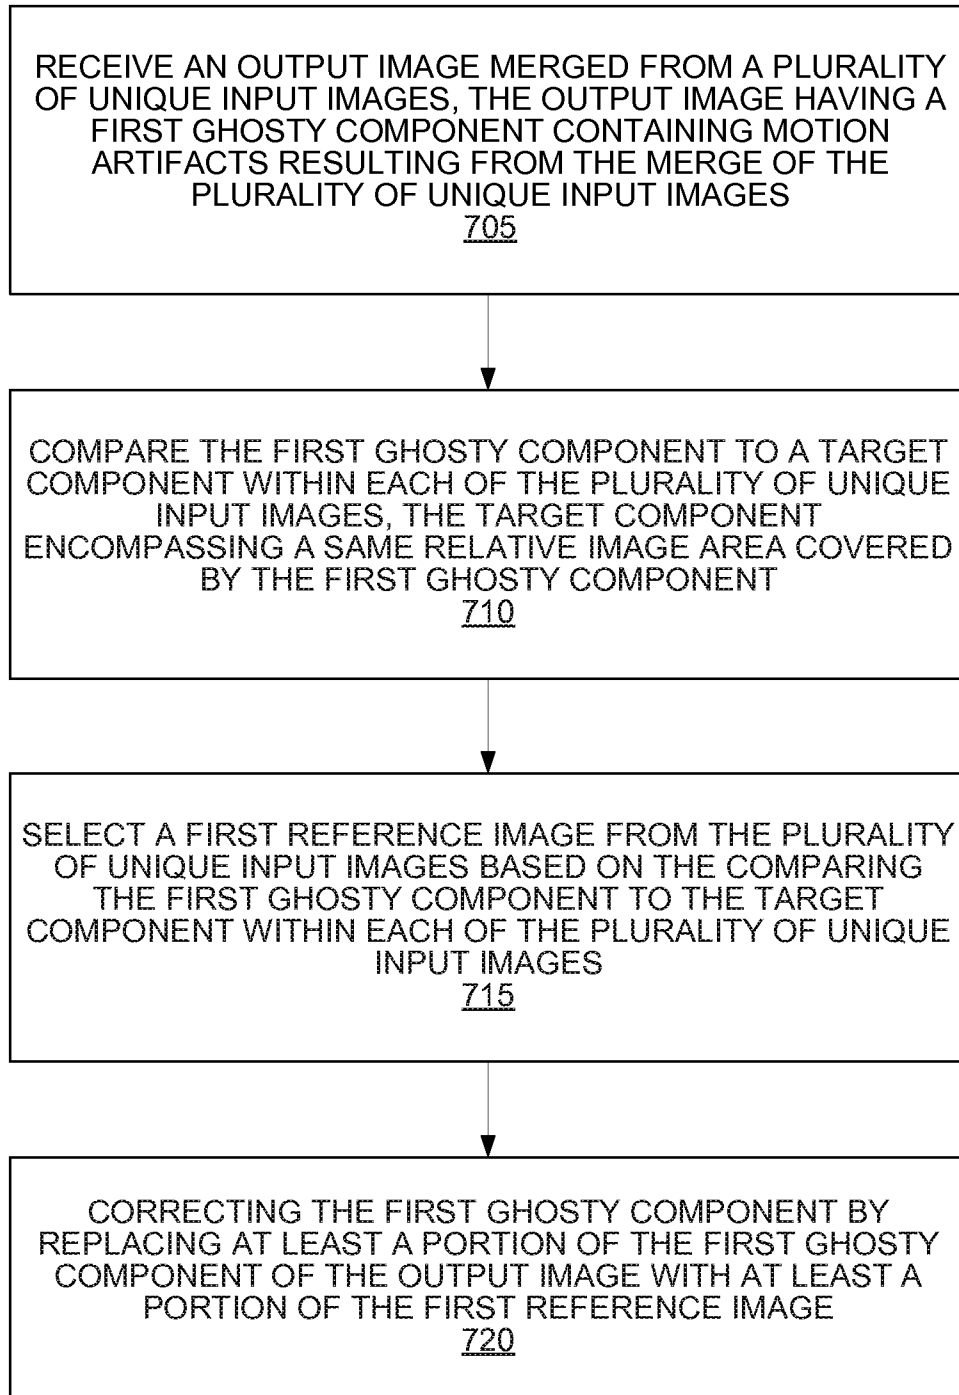 RECEIVE AN OUTPUT IMAGE MERGED FROM A PLURALITY
OF UNIQUE INPUT IMAGES, THE OUTPUT IMAGE HAVING A
FIRST GHOSTY COMPONENT CONTAINING MOTION
ARTIFACTS RESULTING FROM THE MERGE OF THE
PLURALITY OF UNIQUE INPUT IMAGES
705
COMPARE THE FIRST GHOSTY COMPONENT TO A TARGET
COMPONENT WITHIN EACH OF THE PLURALITY OF UNIQUE
INPUT IMAGES, THE TARGET COMPONENT
ENCOMPASSING A SAME RELATIVE IMAGE AREA COVERED
BY THE FIRST GHOSTY COMPONENT
710
SELECT A FIRST REFERENCE IMAGE FROM THE PLURALITY
OF UNIQUE INPUT IMAGES BASED ON THE COMPARING
THE FIRST GHOSTY COMPONENT TO THE TARGET
COMPONENT WITHIN EACH OF THE PLURALITY OF UNIQUE
INPUT IMAGES
715
CORRECTING THE FIRST GHOSTY COMPONENT BY
REPLACING AT LEAST A PORTION OF THE FIRST GHOSTY
COMPONENT OF THE OUTPUT IMAGE WITH AT LEAST A
PORTION OF THE FIRST REFERENCE IMAGE
720